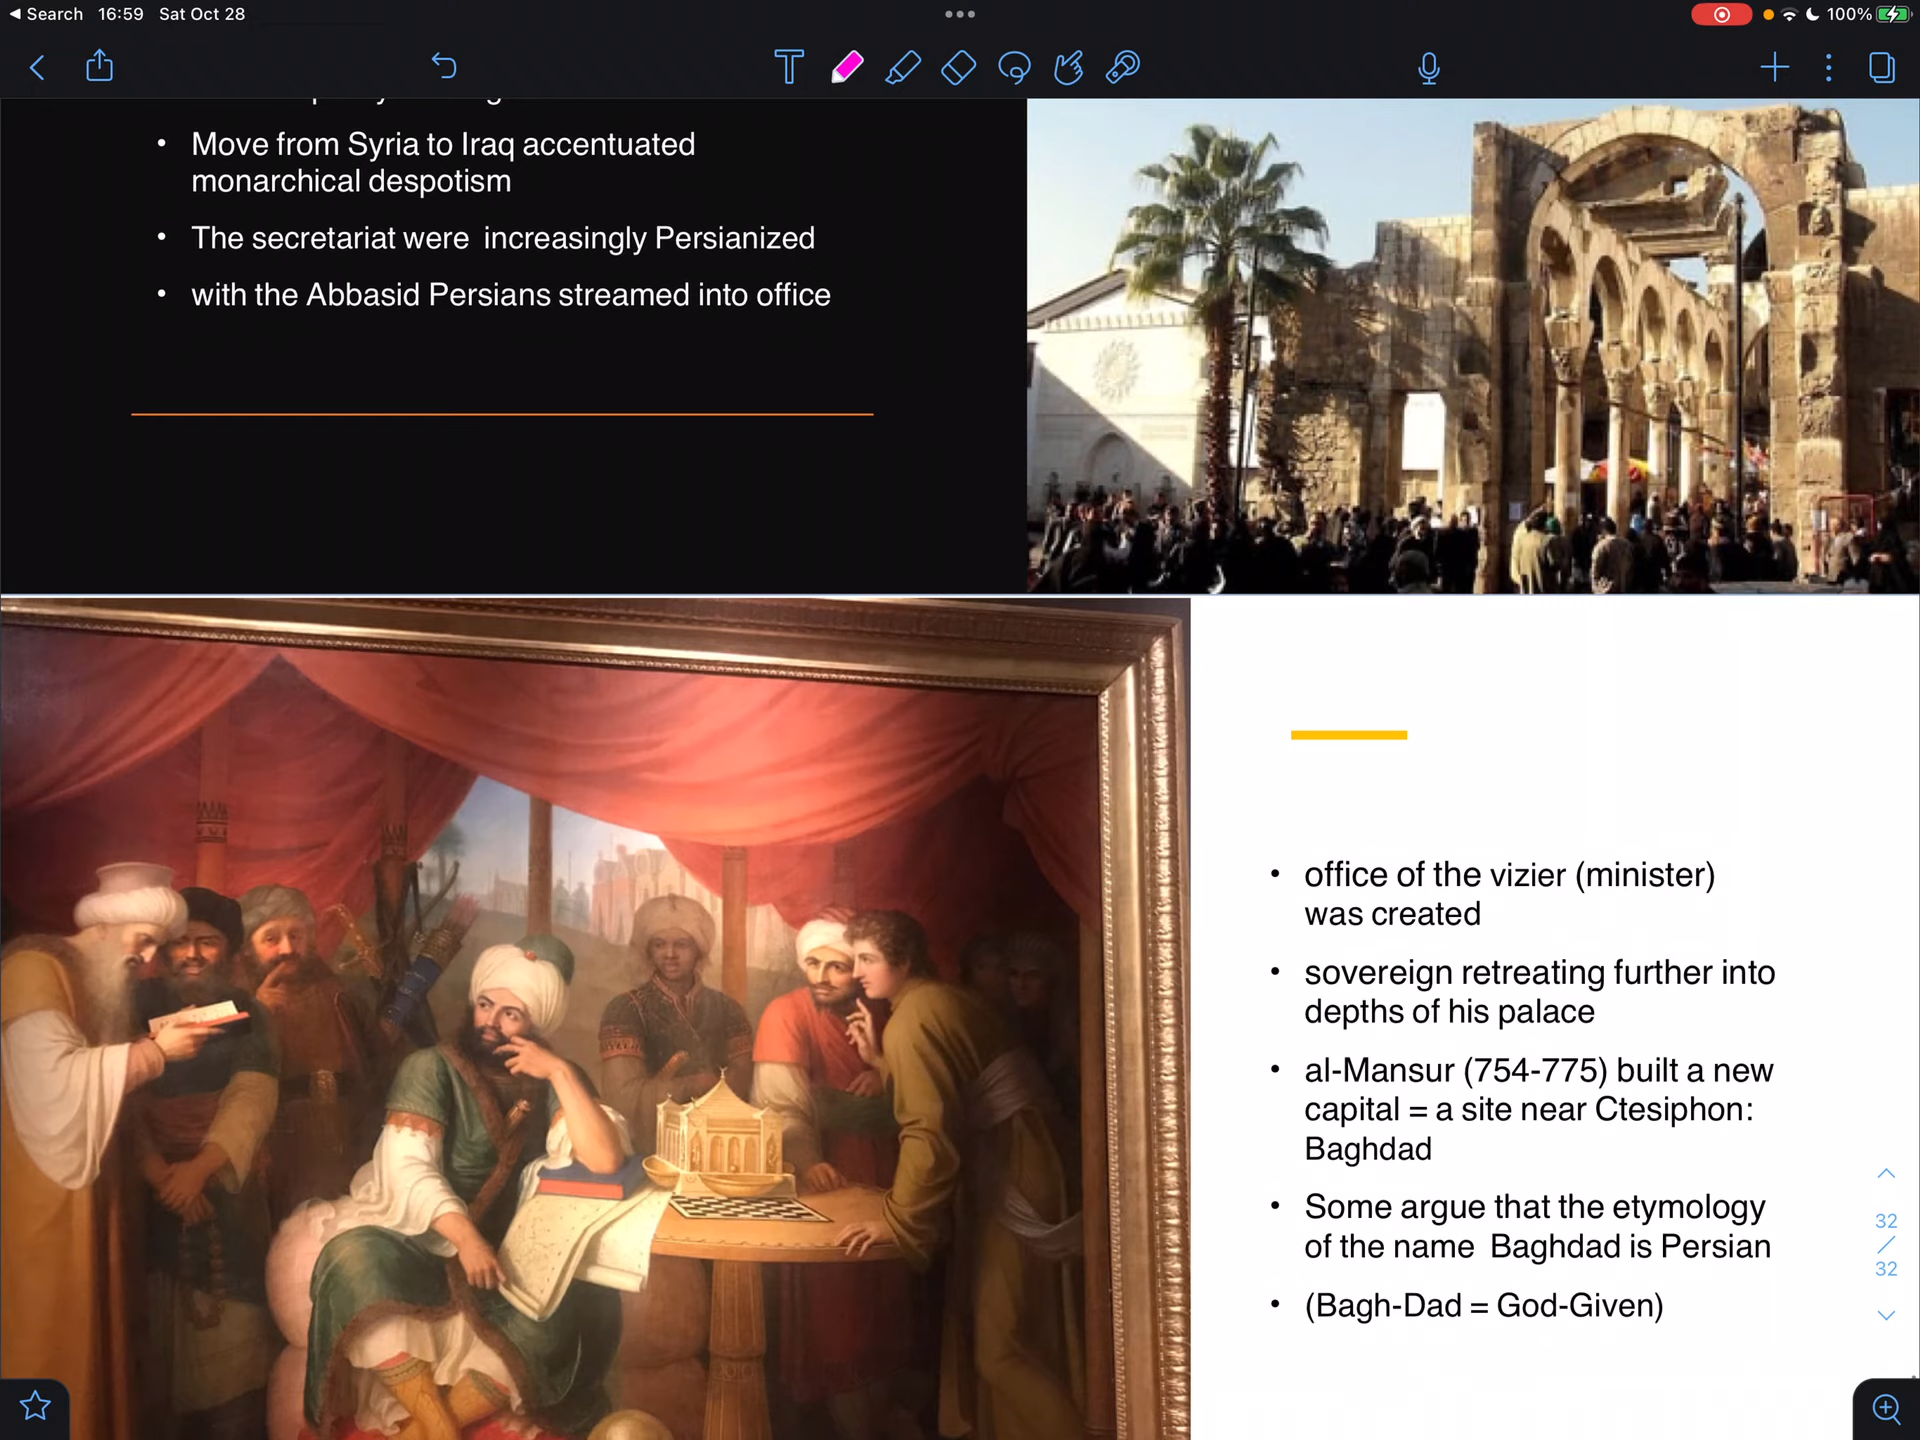 Search 16:59 Sat Oct 28
100%
• Move from Syria to Iraq accentuated
monarchical despotism
• The secretariat were increasingly Persianized
• with the Abbasid Persians streamed into office
• office of the vizier (minister)
was created
• sovereign retreating further into
depths of his palace
• al-Mansur (754-775) built a new
capital = a site near Ctesiphon:
Baghdad
• Some argue that the etymology
of the name Baghdad is Persian
• (Bagh-Dad = God-Given)
32
/
32